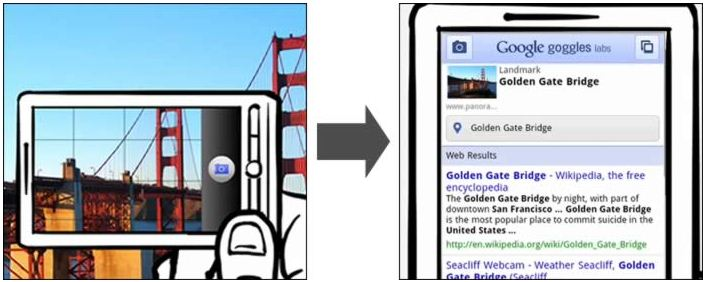 Google goggles labs
Landmark
Golden Gate Bridge
www.panora...
Golden Gate Bridge
Web Results
Golden Gate Bridge - Wikipedia, the free
encyclopedia
The Golden Gate Bridge by night, with part of
downtown San Francisco ... Golden Gate Bridge
is the most popular place to commit suicide in the
United States ...
http://en.wikipedia.org/wiki/Golden_Gate_Bridge
Seacliff Webcam - Weather Seacliff, Golden
Gate Bridge (Seacliff